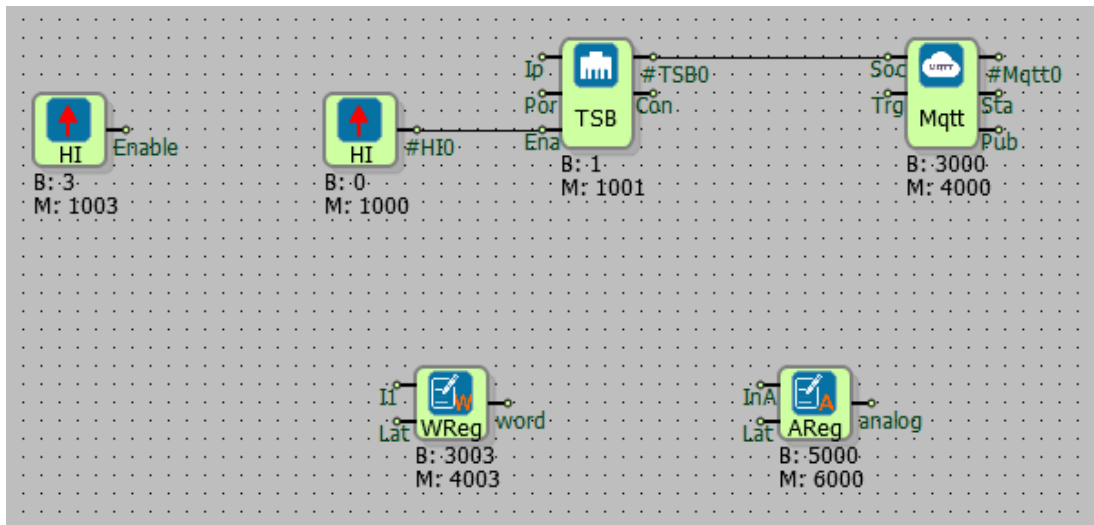 Ip
#TSB0
Soc
MQTT
#Mqtt0
Por
Con
Trg
Sta
TSB
Mqtt
HI
Enable
HI
#HI0
Ena
Pub
B: 3
M: 1003
B: 0
M: 1000
B: 1
M: 1001
B: 3000
M: 4000
I1
W
word
Lat
WReg
B: 3003
M: 4003
InA
A
analog
Lat
AReg
B: 5000
M: 6000